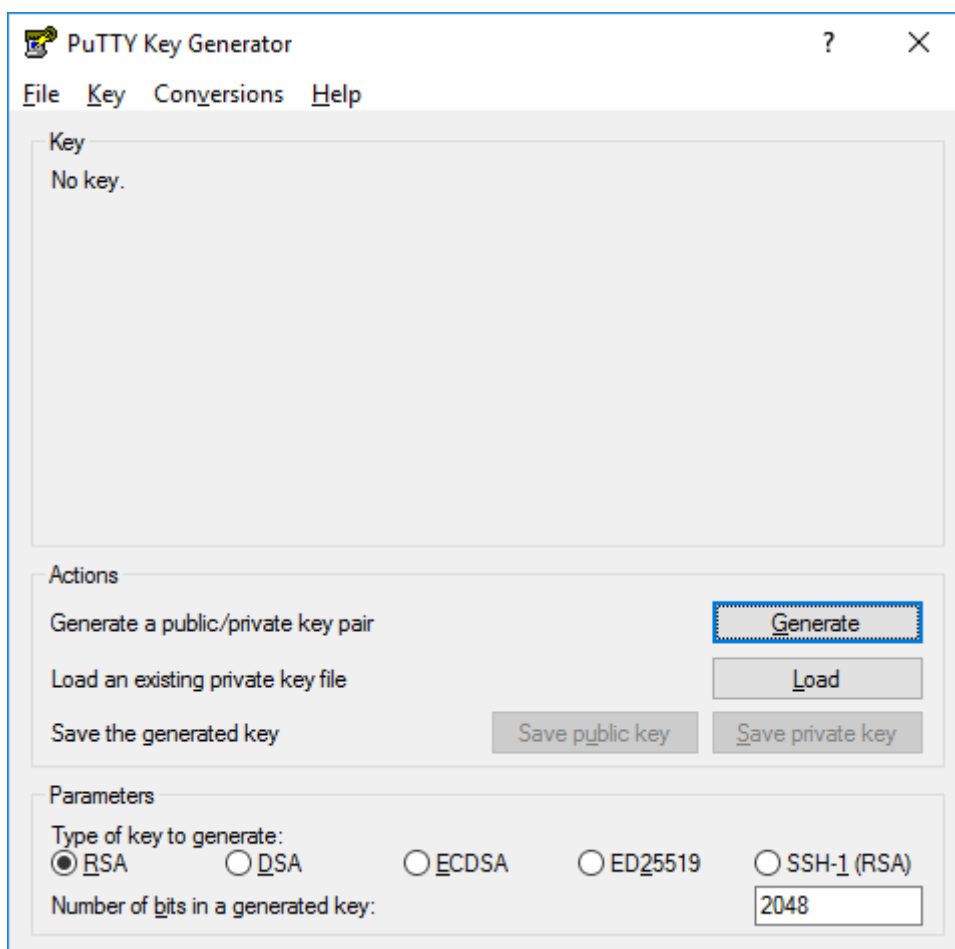 PuTTY Key Generator ?
File Key Conversions Help
Key
No key.
Actions
Generate a public/private key pair Generate
Load an existing private key file Load
Save the generated key Save public key Save private key
Parameters
Type of key to generate:
RSA DSA ECDSA ED25519 SSH-1 (RSA)
Number of bits in a generated key: 2048